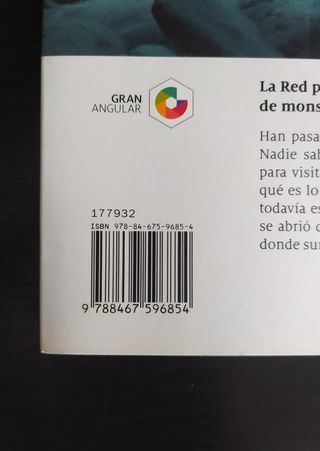 GRAN
ANGULAR
La Red p
de mons
Han pasa
Nadie sab
para visit
qué es lo
todavía es
se abrió d
donde sur
177932
ISBN 978-84-675-9685-4
9 788467 596854